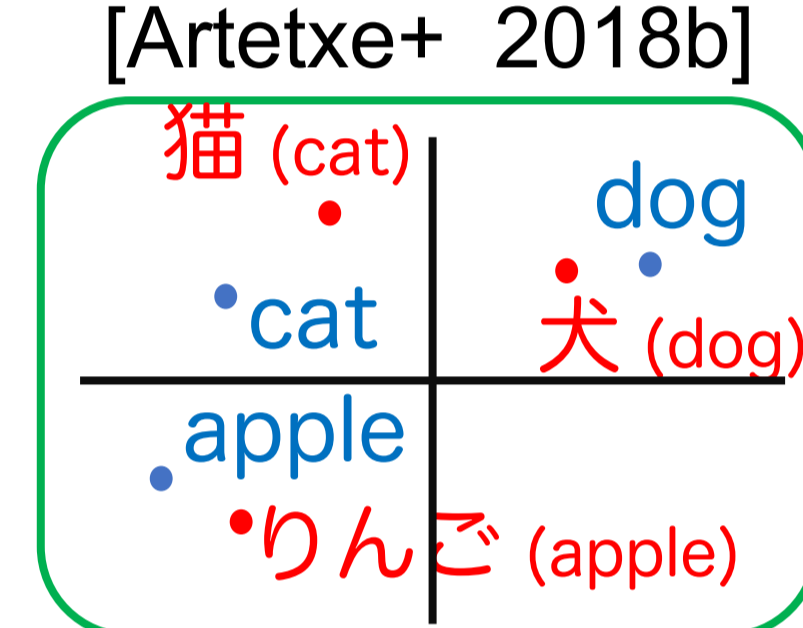 [Artetxe+ 2018b]
猫 (cat)
dog
cat
犬 (dog)
apple
りんご (apple)